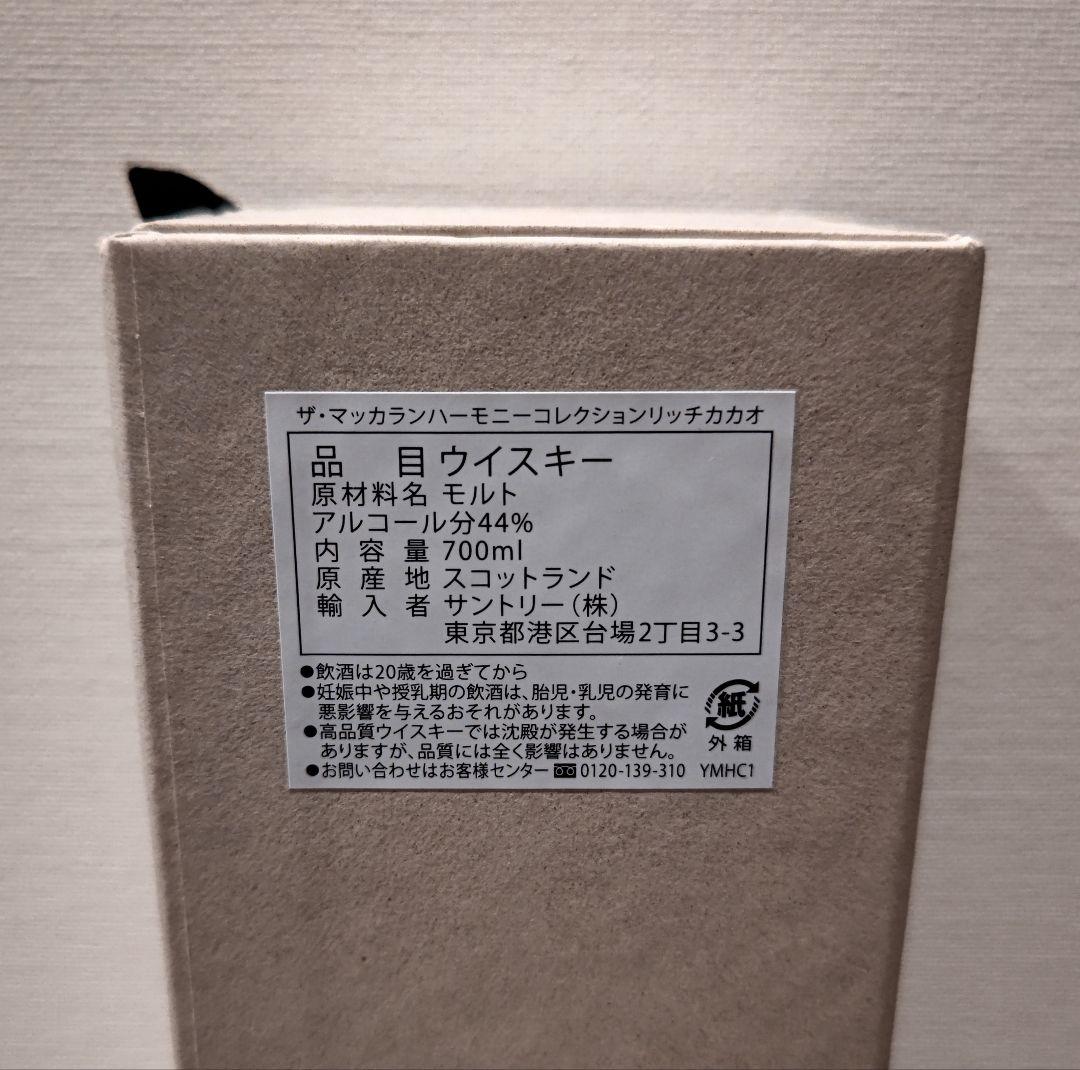 ザ・マッカランハーモニーコレクションリッチカカオ
品 目 ウイスキー
原材料名 モルト
アルコール分44%
内容量 700ml
原産地 スコットランド
輸入者 サントリー(株)
東京都港区台場2丁目3-3
●飲酒は20歳を過ぎてから
●妊娠中や授乳期の飲酒は、胎児・乳児の発育に
悪影響を与えるおそれがあります。
●高品質ウイスキーでは沈殿が発生する場合が
ありますが、品質には全く影響はありません。
●お問い合わせはお客様センター 0120-139-310 YMHC1
紙
外箱